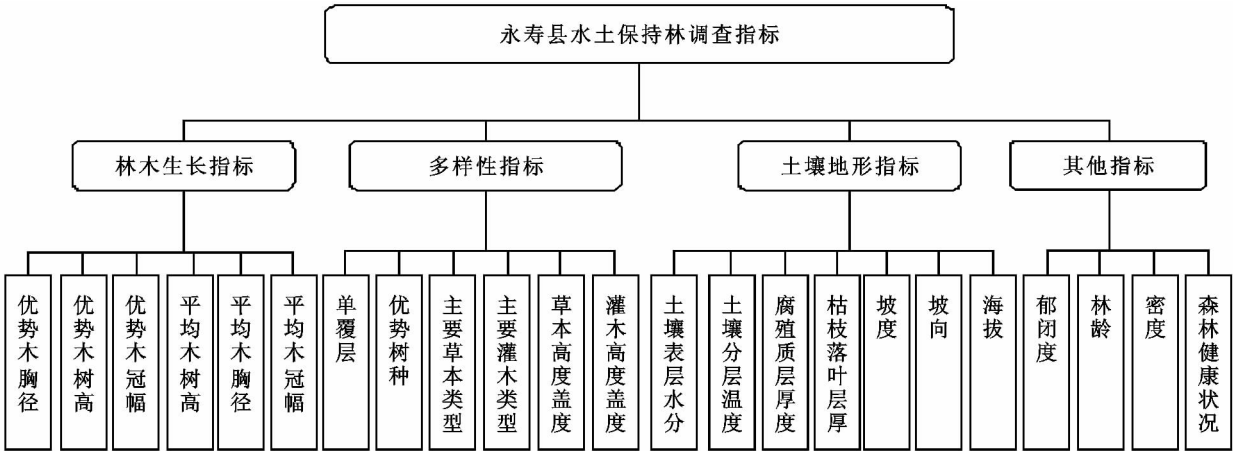 永寿县水土保持林调查指标
林木生长指标
多样性指标
土壤地形指标
其他指标
优势木胸径
优势木树高
优势木冠幅
平均木树高
平均木胸径
平均木冠幅
单覆层
优势树种
主要草本类型
主要灌木类型
草本高度盖度
灌木高度盖度
土壤表层水分
土壤分层温度
腐殖质层厚度
枯枝落叶层厚
坡度
坡向
海拔
郁闭度
林龄
密度
森林健康状况